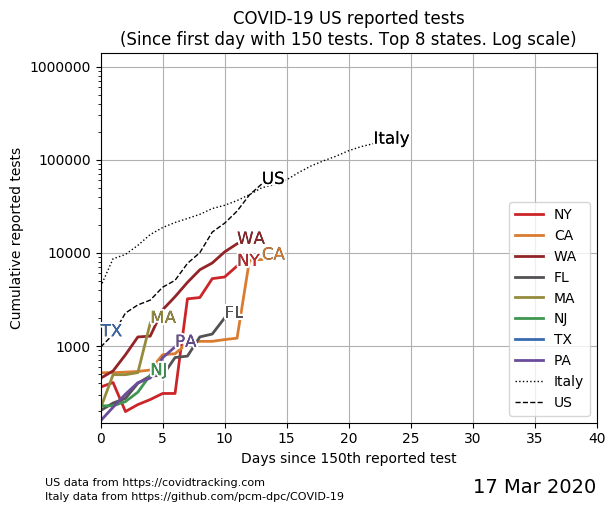 COVID-19 US reported tests
(Since first day with 150 tests. Top 8 states. Log scale)
Cumulative reported tests
1000000
100000
10000
1000
Italy
US
WA
CA
NY
FL
MA
TX
PA
NJ
NY
CA
WA
FL
MA
NJ
TX
PA
Italy
US
0 5 10 15 20 25 30 35 40
Days since 150th reported test
US data from https://covidtracking.com
Italy data from https://github.com/pcm-dpc/COVID-19
17 Mar 2020